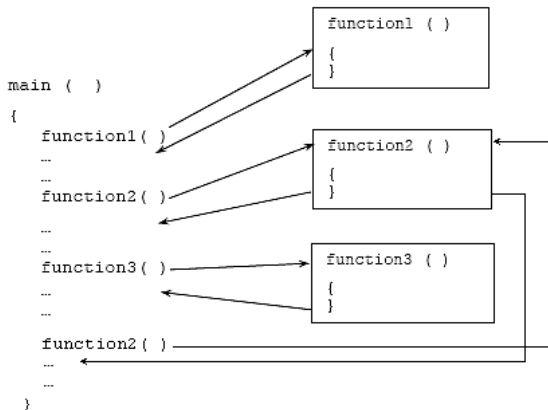 main ( )
{
function1( )
…
…
function2( )
…
…
function3( )
…
…
function2( )
…
…
}
function1 ( )
{
}
function2 ( )
{
}
function3 ( )
{
}